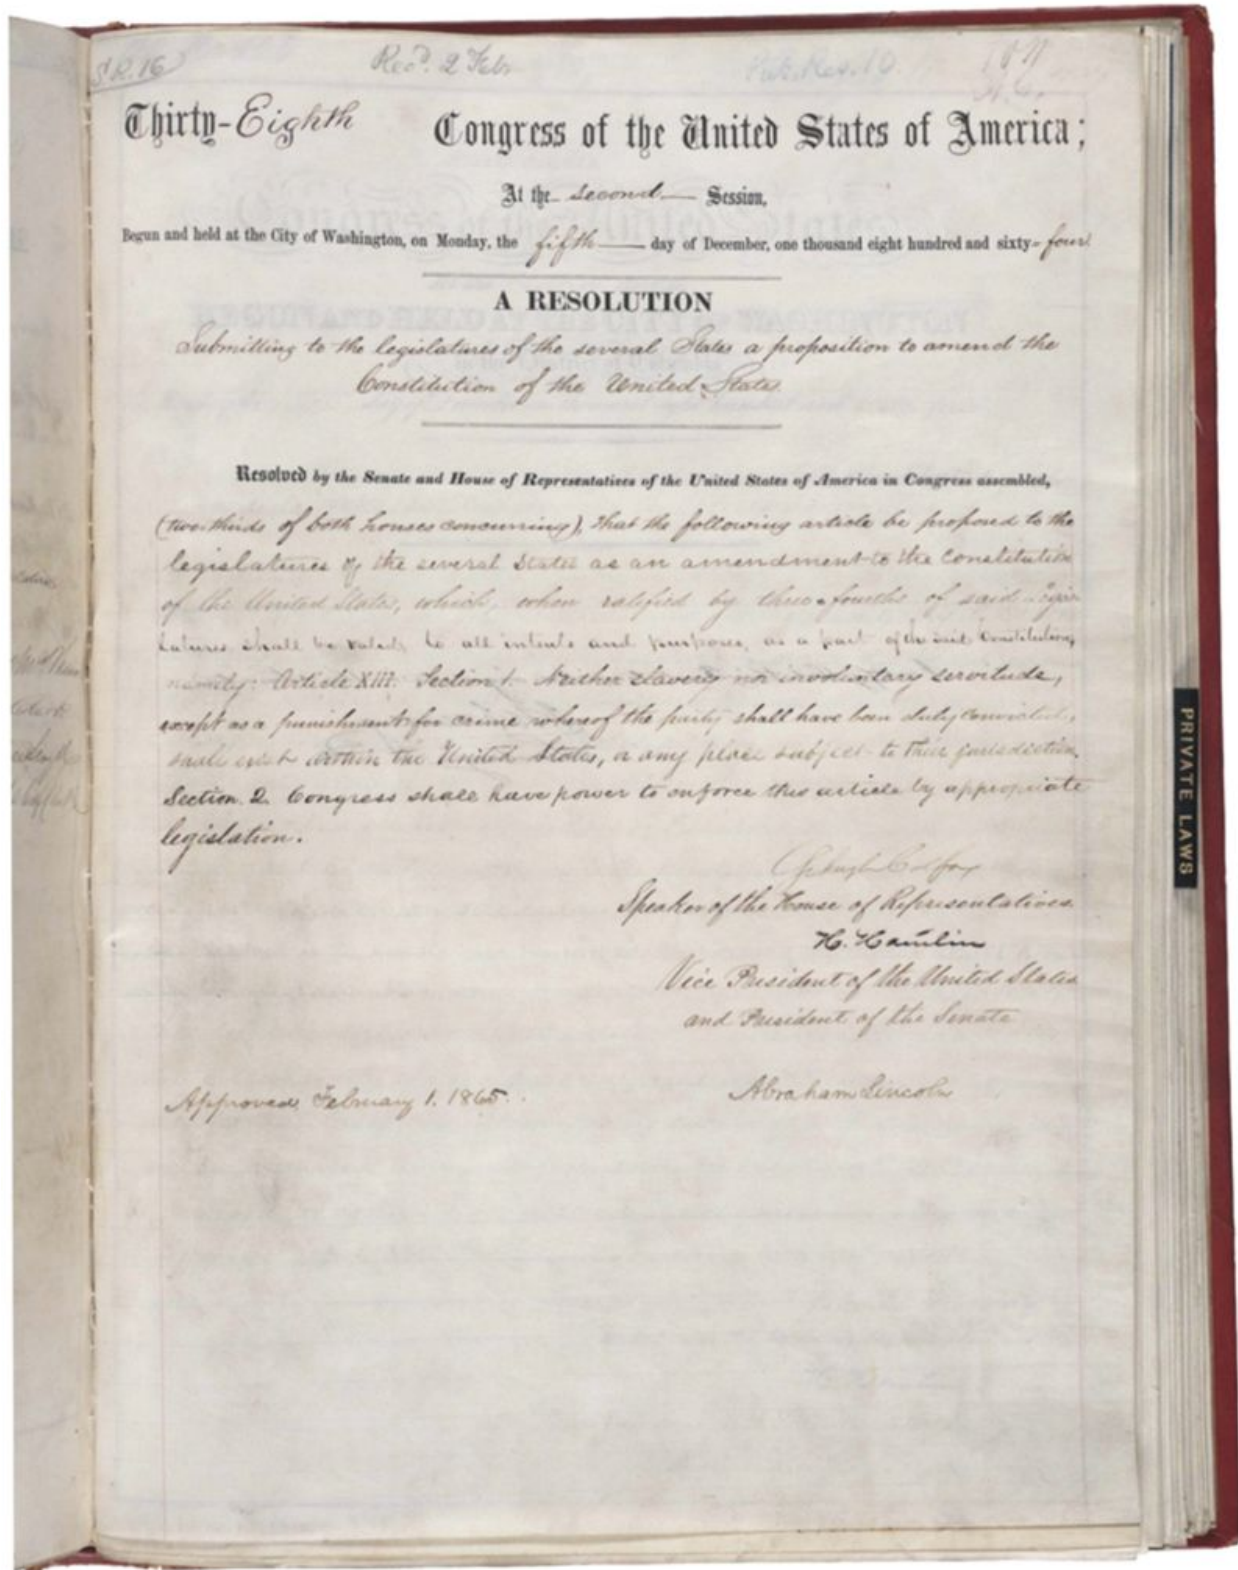 S.R. 16
Rec'd. 2 Feb.
Pub. Res. 10.
Thirty-Eighth Congress of the United States of America;
At the second Session,
Begun and held at the City of Washington, on Monday, the fifth day of December, one thousand eight hundred and sixty-four
A RESOLUTION
Submitting to the legislatures of the several States a proposition to amend the
Constitution of the United States.
Resolved by the Senate and House of Representatives of the United States of America in Congress assembled,
(two-thirds of both houses concurring), That the following article be proposed to the
legislatures of the several States as an amendment to the Constitution
of the United States, which, when ratified by three-fourths of said Legis-
latures shall be valid, to all intents and purposes, as a part of the said Constitution,
namely: Article XIII. Section 1. Neither slavery nor involuntary servitude,
except as a punishment for crime whereof the party shall have been duly convicted,
shall exist within the United States, or any place subject to their jurisdiction.
Section 2. Congress shall have power to enforce this article by appropriate
legislation.
Schuyler Colfax
Speaker of the House of Representatives.
H. Hamlin
Vice President of the United States
and President of the Senate
Approved, February 1. 1865.
Abraham Lincoln
PRIVATE LAWS